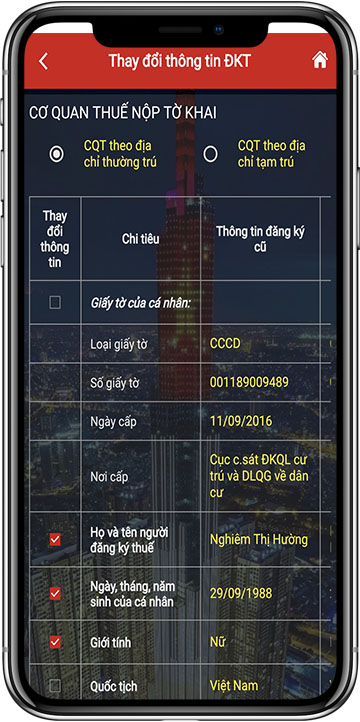 Thay đổi thông tin ĐKT
CƠ QUAN THUẾ NỘP TỜ KHAI
CQT theo địa
chỉ thường trú
CQT theo địa
chỉ tạm trú
Thay
đổi
thông
tin
Chỉ tiêu
Thông tin đăng ký
cũ
Giấy tờ của cá nhân:
Loại giấy tờ
CCCD
Số giấy tờ
001189009489
Ngày cấp
11/09/2016
Nơi cấp
Cục c.sát ĐKQL cư
trú và DLQG về dân
cư
Họ và tên người
đăng ký thuế
Nghiêm Thị Hường
Ngày, tháng, năm
sinh của cá nhân
29/09/1988
Giới tính
Nữ
Quốc tịch
Việt Nam